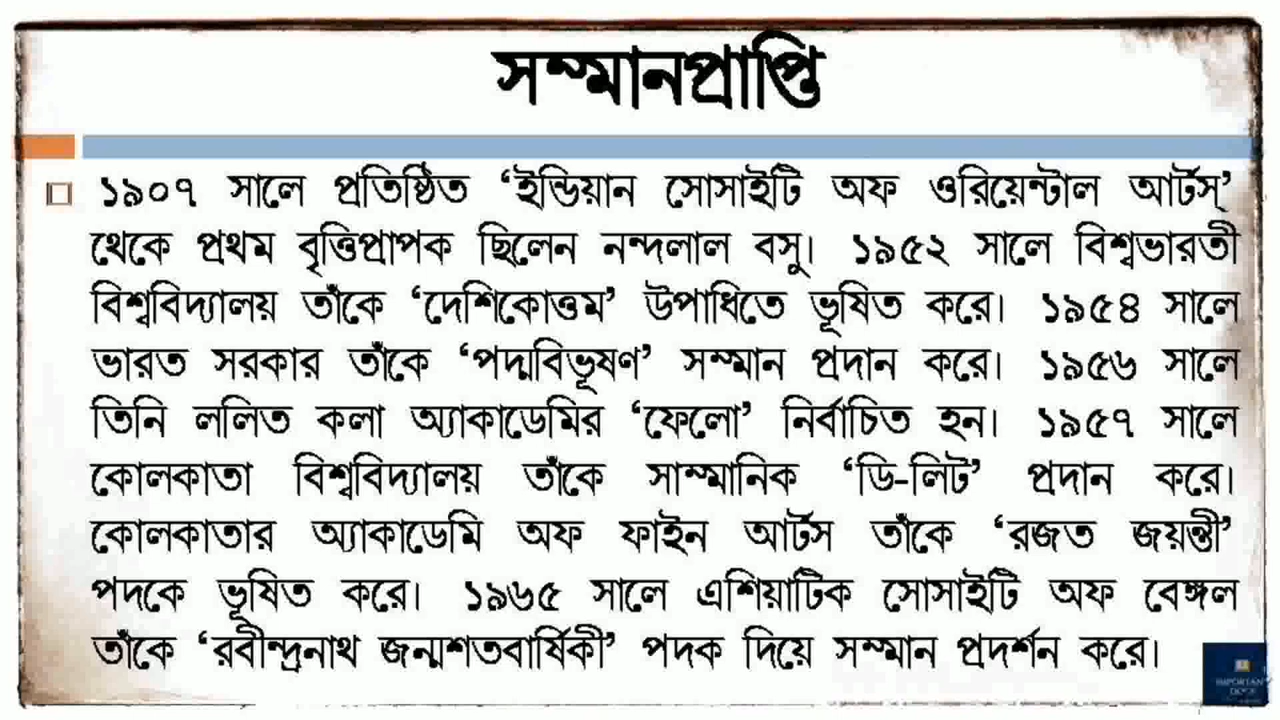 সম্মানপ্রাপ্তি
১৯০৭ সালে প্রতিষ্ঠিত ‘ইন্ডিয়ান সোসাইটি অফ ওরিয়েন্টাল আর্টস্’
থেকে প্রথম বৃত্তিপ্রাপক ছিলেন নন্দলাল বসু। ১৯৫২ সালে বিশ্বভারতী
বিশ্ববিদ্যালয় তাঁকে ‘দেশিকোত্তম’ উপাধিতে ভূষিত করে। ১৯৫৪ সালে
ভারত সরকার তাঁকে ‘পদ্মবিভূষণ’ সম্মান প্রদান করে। ১৯৫৬ সালে
তিনি ললিত কলা অ্যাকাডেমির ‘ফেলো’ নির্বাচিত হন। ১৯৫৭ সালে
কোলকাতা বিশ্ববিদ্যালয় তাঁকে সাম্মানিক ‘ডি-লিট’ প্রদান করে।
কোলকাতার অ্যাকাডেমি অফ ফাইন আর্টস তাঁকে ‘রজত জয়ন্তী’
পদকে ভূষিত করে। ১৯৬৫ সালে এশিয়াটিক সোসাইটি অফ বেঙ্গল
তাঁকে ‘রবীন্দ্রনাথ জন্মশতবার্ষিকী’ পদক দিয়ে সম্মান প্রদর্শন করে।